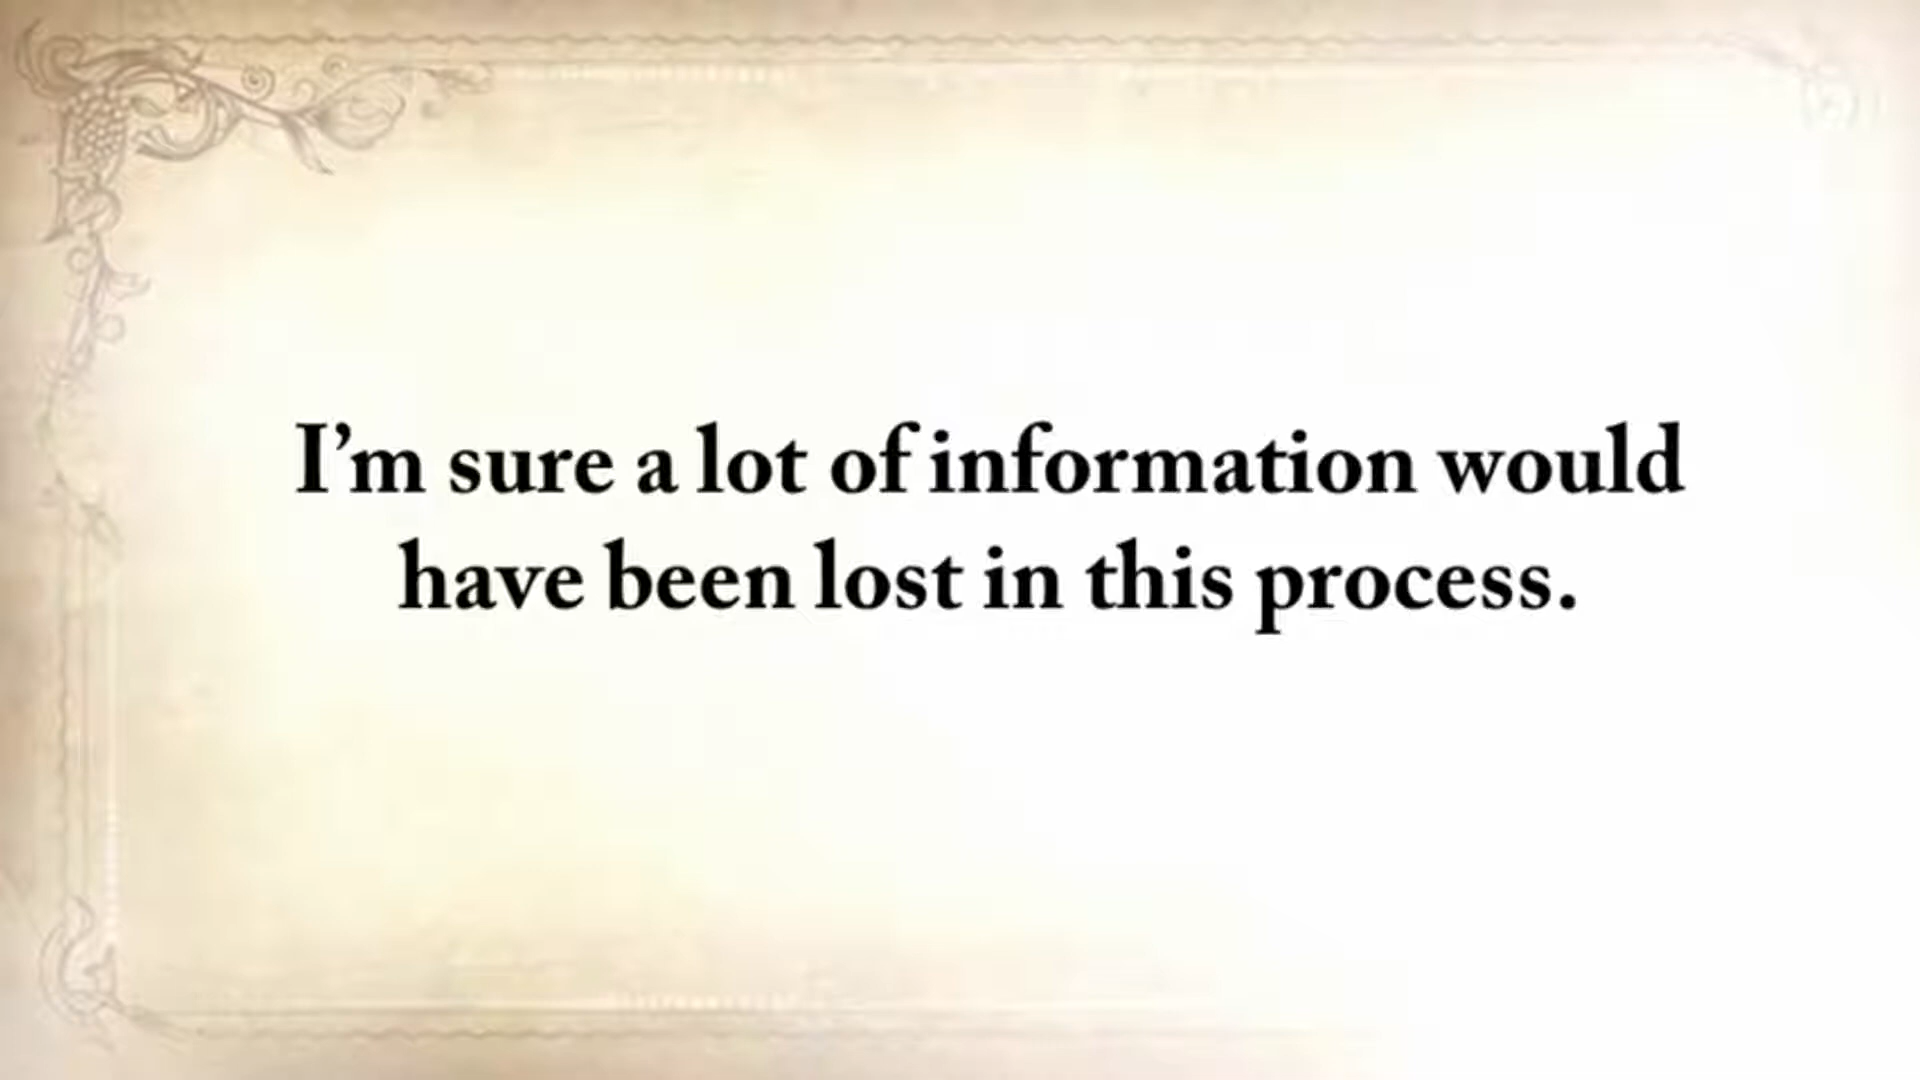 I’m sure a lot of information would
have been lost in this process.